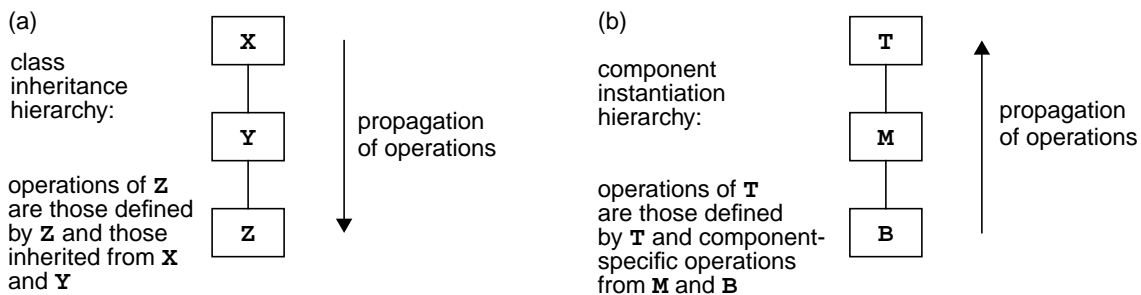 (a)
class
inheritance
hierarchy:
X
Y
Z
propagation
of operations
operations of Z
are those defined
by Z and those
inherited from X
and Y
(b)
component
instantiation
hierarchy:
T
M
B
propagation
of operations
operations of T
are those defined
by T and component-
specific operations
from M and B